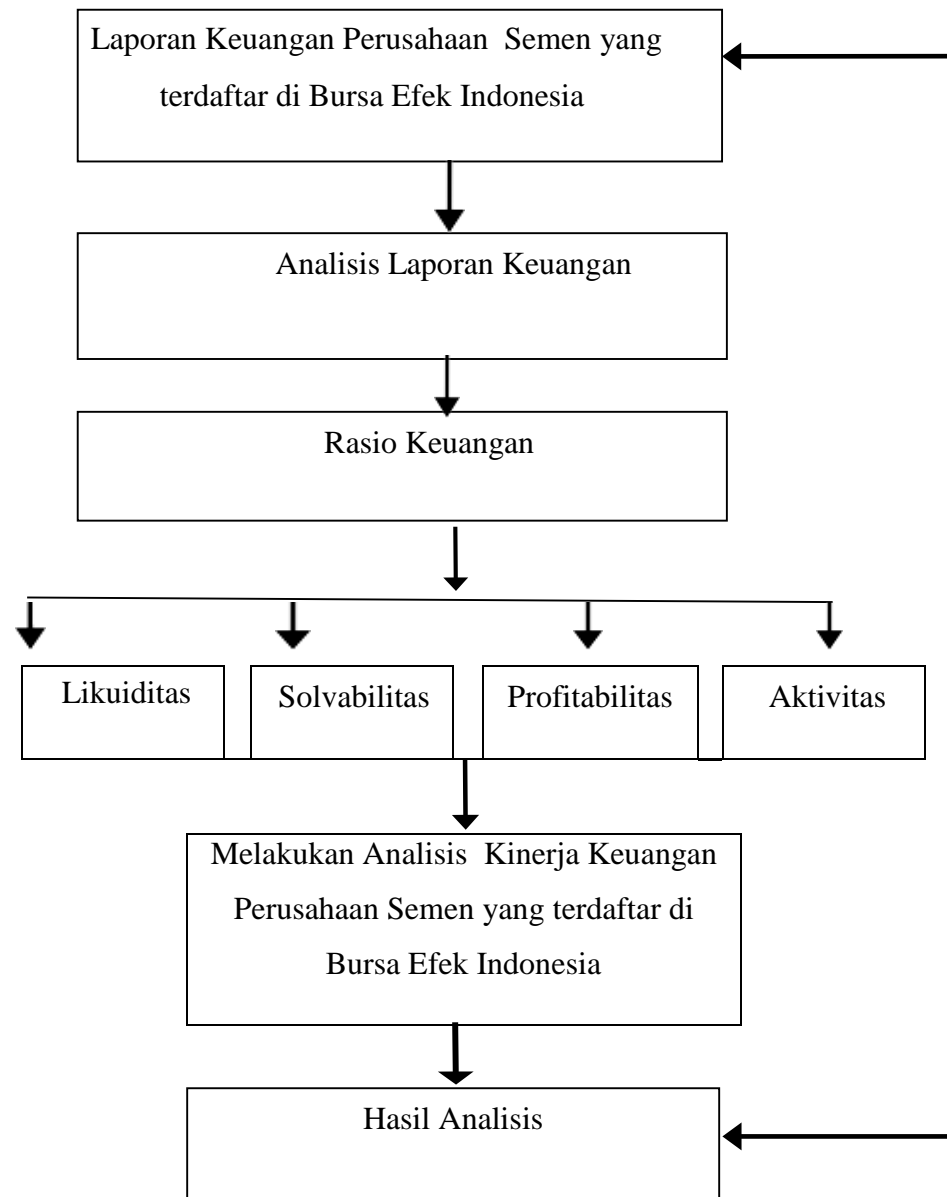 Laporan Keuangan Perusahaan Semen yang
terdaftar di Bursa Efek Indonesia
Analisis Laporan Keuangan
Rasio Keuangan
Likuiditas
Solvabilitas
Profitabilitas
Aktivitas
Melakukan Analisis Kinerja Keuangan
Perusahaan Semen yang terdaftar di
Bursa Efek Indonesia
Hasil Analisis